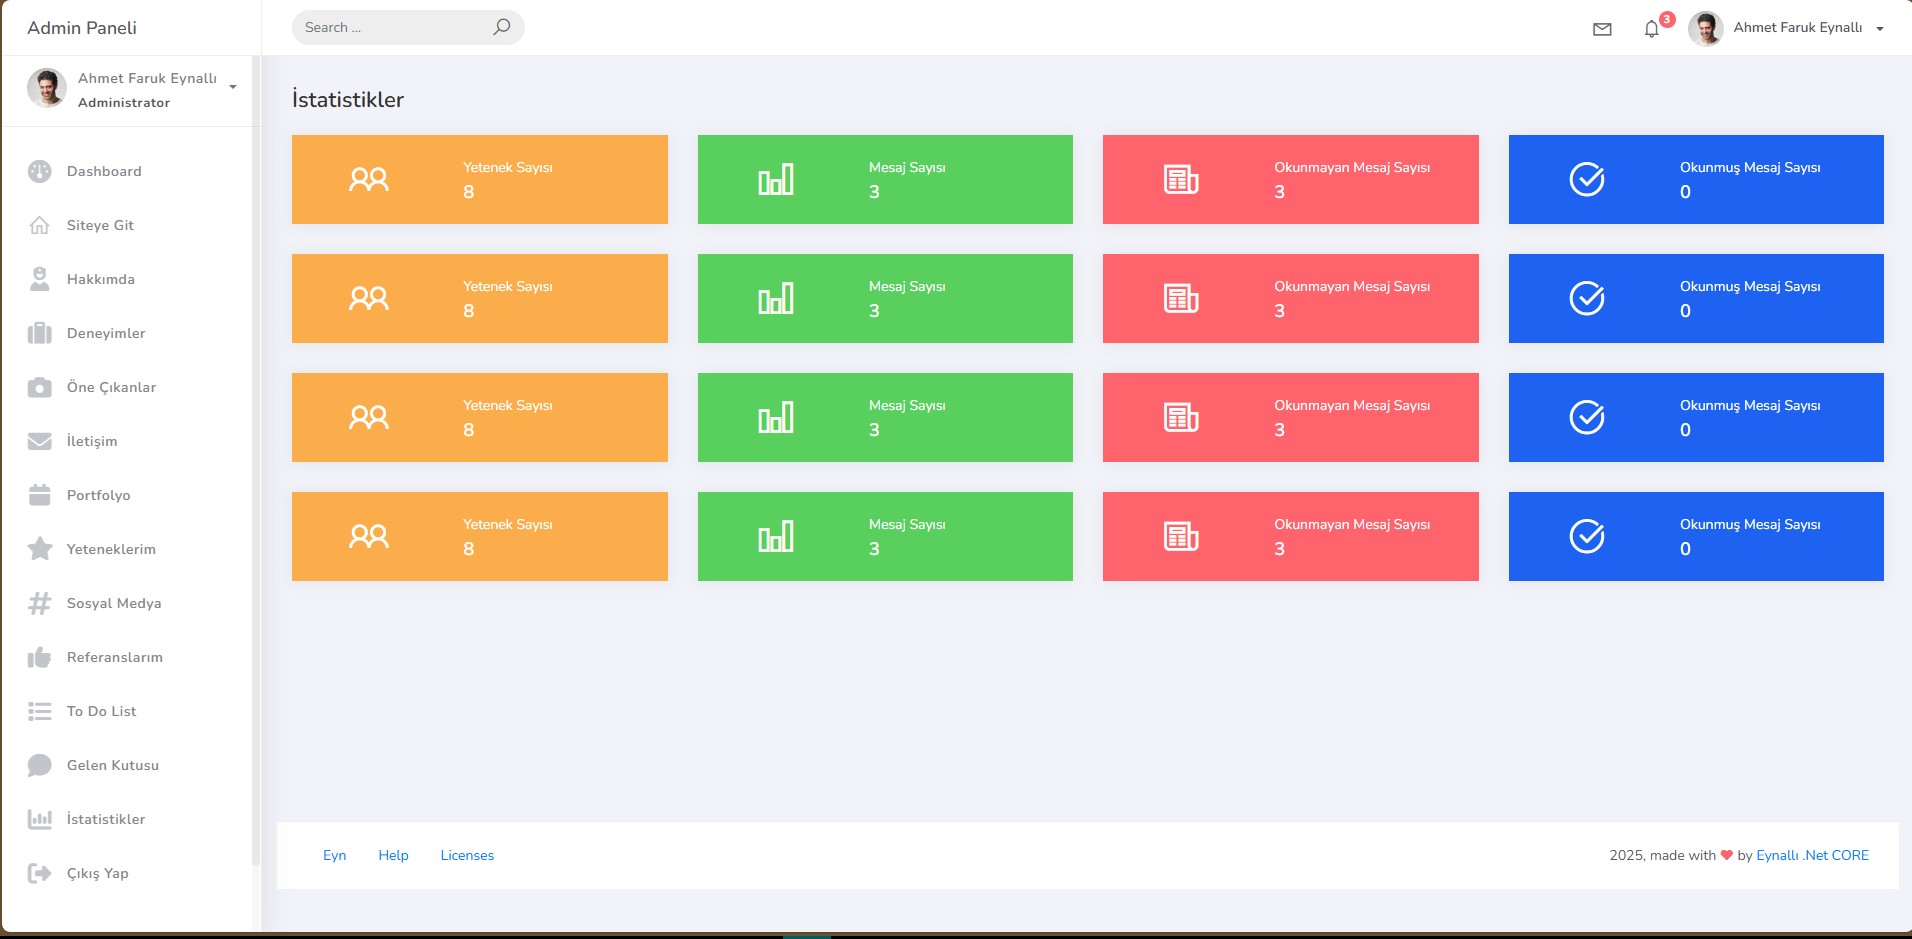 Admin Paneli
Search ...
3
Ahmet Faruk Eynallı
Ahmet Faruk Eynallı
Administrator
Dashboard
Siteye Git
Hakkımda
Deneyimler
Öne Çıkanlar
İletişim
Portfolyo
Yeteneklerim
Sosyal Medya
Referanslarım
To Do List
Gelen Kutusu
İstatistikler
Çıkış Yap
İstatistikler
Yetenek Sayısı
8
Mesaj Sayısı
3
Okunmayan Mesaj Sayısı
3
Okunmuş Mesaj Sayısı
0
Yetenek Sayısı
8
Mesaj Sayısı
3
Okunmayan Mesaj Sayısı
3
Okunmuş Mesaj Sayısı
0
Yetenek Sayısı
8
Mesaj Sayısı
3
Okunmayan Mesaj Sayısı
3
Okunmuş Mesaj Sayısı
0
Yetenek Sayısı
8
Mesaj Sayısı
3
Okunmayan Mesaj Sayısı
3
Okunmuş Mesaj Sayısı
0
Eyn Help Licenses
2025, made with ❤ by Eynallı .Net CORE